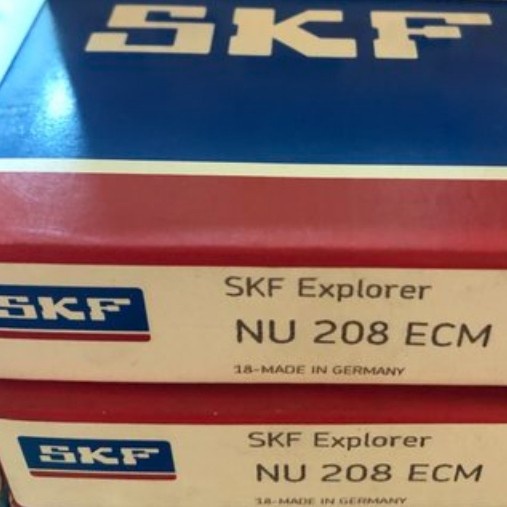 SKF
SKF
SKF Explorer
NU 208 ECM
18-MADE IN GERMANY
SKF
SKF Explorer
NU 208 ECM
18-MADE IN GERMANY